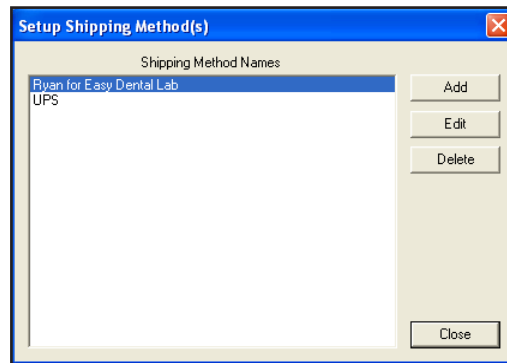 Setup Shipping Method(s)
Shipping Method Names
Ryan for Easy Dental Lab
UPS
Add
Edit
Delete
Close